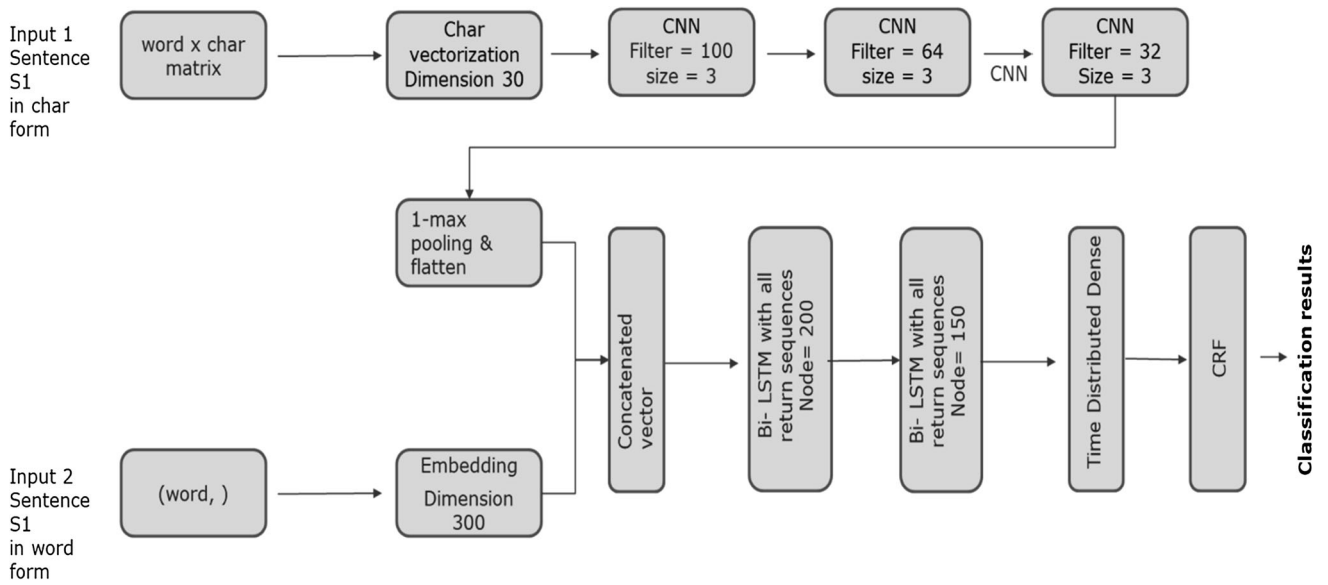 Input 1
Sentence
S1
in char
form
word x char
matrix
Char
vectorization
Dimension 30
CNN
Filter = 100
size = 3
CNN
Filter = 64
size = 3
CNN
CNN
Filter = 32
Size = 3
1-max
pooling &
flatten
Input 2
Sentence
S1
in word
form
(word, )
Embedding
Dimension
300
Concatenated
vector
Bi- LSTM with all
return sequences
Node= 200
Bi- LSTM with all
return sequences
Node= 150
Time Distributed Dense
CRF
Classification results